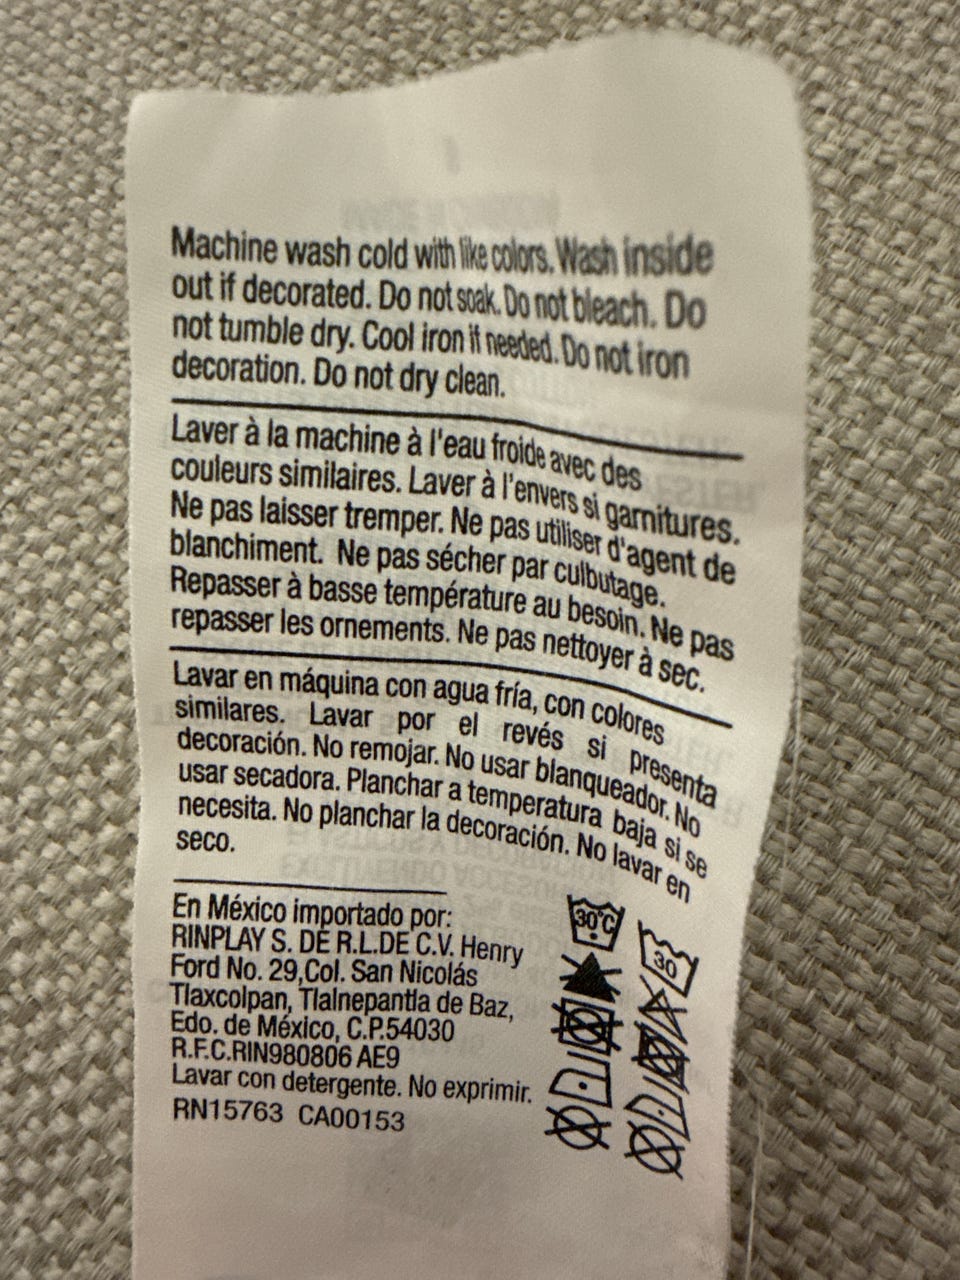 Machine wash cold with like colors. Wash inside
out if decorated. Do not soak. Do not bleach. Do
not tumble dry. Cool iron if needed. Do not iron
decoration. Do not dry clean.
Laver à la machine à l'eau froide avec des
couleurs similaires. Laver à l'envers si garnitures.
Ne pas laisser tremper. Ne pas utiliser d'agent de
blanchiment. Ne pas sécher par culbutage.
Repasser à basse température au besoin. Ne pas
repasser les ornements. Ne pas nettoyer à sec.
Lavar en máquina con agua fría, con colores
similares. Lavar por el revés si presenta
decoración. No remojar. No usar blanqueador. No
usar secadora. Planchar a temperatura baja si se
necesita. No planchar la decoración. No lavar en
seco.
En México importado por:
RINPLAY S. DE R.L.DE C.V. Henry
Ford No. 29,Col. San Nicolás
Tlaxcolpan, Tlalnepantla de Baz,
Edo. de México, C.P.54030
R.F.C.RIN980806 AE9
Lavar con detergente. No exprimir.
RN15763 CA00153
30°C
30